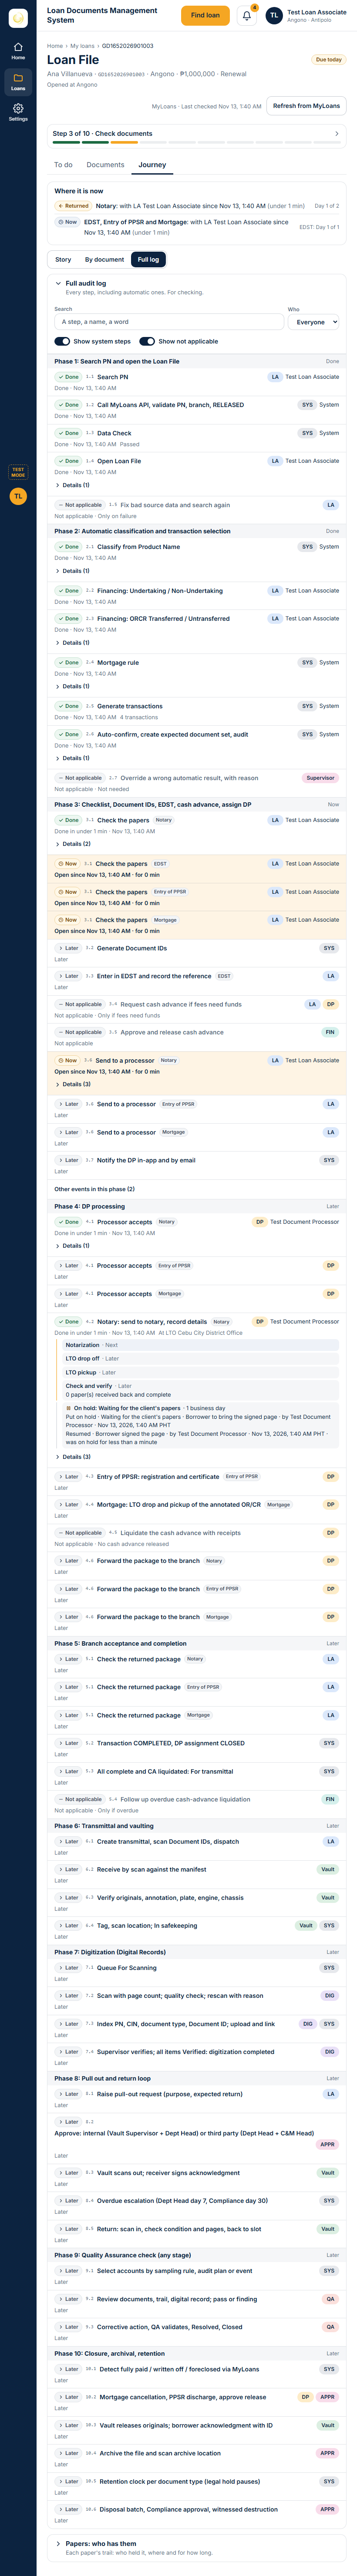 Loan Documents Management System
Find loan
4
TL
Test Loan Associate
Angono · Antipolo
Home
Loans
Settings
TEST MODE
TL
Home › My loans › GD1652026901003
Loan File
Due today
Ana Villanueva · GD1652026901003 · Angono · ₱1,000,000 · Renewal
Opened at Angono
MyLoans · Last checked Nov 13, 1:40 AM
Refresh from MyLoans
Step 3 of 10 · Check documents
To do
Documents
Journey
Where it is now
Returned Notary: with LA Test Loan Associate since Nov 13, 1:40 AM (under 1 min) Day 1 of 2
Now EDST, Entry of PPSR and Mortgage: with LA Test Loan Associate since Nov 13, 1:40 AM (under 1 min) EDST: Day 1 of 1
Story
By document
Full log
Full audit log
Every step, including automatic ones. For checking.
Search
Who
A step, a name, a word
Everyone
Show system steps
Show not applicable
Phase 1: Search PN and open the Loan File Done
Done 1.1 Search PN LA Test Loan Associate
Done · Nov 13, 1:40 AM
Done 1.2 Call MyLoans API, validate PN, branch, RELEASED SYS System
Done · Nov 13, 1:40 AM
Done 1.3 Data Check SYS System
Done · Nov 13, 1:40 AM Passed
Done 1.4 Open Loan File LA Test Loan Associate
Done · Nov 13, 1:40 AM
Details (1)
Not applicable 1.5 Fix bad source data and search again LA
Not applicable · Only on failure
Phase 2: Automatic classification and transaction selection Done
Done 2.1 Classify from Product Name SYS System
Done · Nov 13, 1:40 AM
Details (1)
Done 2.2 Financing: Undertaking / Non-Undertaking LA Test Loan Associate
Done · Nov 13, 1:40 AM
Done 2.3 Financing: ORCR Transferred / Untransferred LA Test Loan Associate
Done · Nov 13, 1:40 AM
Details (1)
Done 2.4 Mortgage rule SYS System
Done · Nov 13, 1:40 AM
Details (1)
Done 2.5 Generate transactions SYS System
Done · Nov 13, 1:40 AM 4 transactions
Done 2.6 Auto-confirm, create expected document set, audit SYS System
Done · Nov 13, 1:40 AM
Details (1)
Not applicable 2.7 Override a wrong automatic result, with reason Supervisor
Not applicable · Not needed
Phase 3: Checklist, Document IDs, EDST, cash advance, assign DP Now
Done 3.1 Check the papers Notary LA Test Loan Associate
Done in under 1 min · Nov 13, 1:40 AM
Details (2)
Now 3.1 Check the papers EDST LA Test Loan Associate
Open since Nov 13, 1:40 AM · for 0 min
Now 3.1 Check the papers Entry of PPSR LA Test Loan Associate
Open since Nov 13, 1:40 AM · for 0 min
Now 3.1 Check the papers Mortgage LA Test Loan Associate
Open since Nov 13, 1:40 AM · for 0 min
Later 3.2 Generate Document IDs SYS
Later
Later 3.3 Enter in EDST and record the reference EDST LA
Later
Not applicable 3.4 Request cash advance if fees need funds LA DP
Not applicable · Only if fees need funds
Not applicable 3.5 Approve and release cash advance FIN
Not applicable
Now 3.6 Send to a processor Notary LA Test Loan Associate
Open since Nov 13, 1:40 AM · for 0 min
Details (3)
Later 3.6 Send to a processor Entry of PPSR LA
Later
Later 3.6 Send to a processor Mortgage LA
Later
Later 3.7 Notify the DP in-app and by email SYS
Later
Other events in this phase (2)
Phase 4: DP processing Later
Done 4.1 Processor accepts Notary DP Test Document Processor
Done in under 1 min · Nov 13, 1:40 AM
Details (1)
Later 4.1 Processor accepts Entry of PPSR DP
Later
Later 4.1 Processor accepts Mortgage DP
Later
Done 4.2 Notary: send to notary, record details Notary DP Test Document Processor
Done in under 1 min · Nov 13, 1:40 AM At LTO Cebu City District Office
Notarization · Next
LTO drop off · Later
LTO pickup · Later
Check and verify · Later
0 paper(s) received back and complete
On hold: Waiting for the client's papers · 1 business day
Put on hold · Waiting for the client's papers · Borrower to bring the signed page · by Test Document Processor · Nov 13, 2026, 1:40 AM PHT
Resumed · Borrower signed the page · by Test Document Processor · Nov 13, 2026, 1:40 AM PHT · was on hold for less than a minute
Details (3)
Later 4.3 Entry of PPSR: registration and certificate Entry of PPSR DP
Later
Later 4.4 Mortgage: LTO drop and pickup of the annotated OR/CR Mortgage DP
Later
Not applicable 4.5 Liquidate the cash advance with receipts DP
Not applicable · No cash advance released
Later 4.6 Forward the package to the branch Notary DP
Later
Later 4.6 Forward the package to the branch Entry of PPSR DP
Later
Later 4.6 Forward the package to the branch Mortgage DP
Later
Phase 5: Branch acceptance and completion Later
Later 5.1 Check the returned package Notary LA
Later
Later 5.1 Check the returned package Entry of PPSR LA
Later
Later 5.1 Check the returned package Mortgage LA
Later
Later 5.2 Transaction COMPLETED, DP assignment CLOSED SYS
Later
Later 5.3 All complete and CA liquidated: For transmittal SYS
Later
Not applicable 5.4 Follow up overdue cash-advance liquidation FIN
Not applicable · Only if overdue
Phase 6: Transmittal and vaulting Later
Later 6.1 Create transmittal, scan Document IDs, dispatch LA
Later
Later 6.2 Receive by scan against the manifest Vault
Later
Later 6.3 Verify originals, annotation, plate, engine, chassis Vault
Later
Later 6.4 Tag, scan location; In safekeeping Vault SYS
Later
Phase 7: Digitization (Digital Records) Later
Later 7.1 Queue For Scanning SYS
Later
Later 7.2 Scan with page count; quality check; rescan with reason DIG
Later
Later 7.3 Index PN, CIN, document type, Document ID; upload and link DIG SYS
Later
Later 7.4 Supervisor verifies; all items Verified: digitization completed DIG
Later
Phase 8: Pull out and return loop Later
Later 8.1 Raise pull-out request (purpose, expected return) LA
Later
Later 8.2
Approve: internal (Vault Supervisor + Dept Head) or third party (Dept Head + C&M Head)
APPR
Later
Later 8.3 Vault scans out; receiver signs acknowledgment Vault
Later
Later 8.4 Overdue escalation (Dept Head day 7, Compliance day 30) SYS
Later
Later 8.5 Return: scan in, check condition and pages, back to slot Vault
Later
Phase 9: Quality Assurance check (any stage) Later
Later 9.1 Select accounts by sampling rule, audit plan or event SYS
Later
Later 9.2 Review documents, trail, digital record; pass or finding QA
Later
Later 9.3 Corrective action, QA validates, Resolved, Closed QA
Later
Phase 10: Closure, archival, retention Later
Later 10.1 Detect fully paid / written off / foreclosed via MyLoans SYS
Later
Later 10.2 Mortgage cancellation, PPSR discharge, approve release DP APPR
Later
Later 10.3 Vault releases originals; borrower acknowledgment with ID Vault
Later
Later 10.4 Archive the file and scan archive location APPR
Later
Later 10.5 Retention clock per document type (legal hold pauses) SYS
Later
Later 10.6 Disposal batch, Compliance approval, witnessed destruction APPR
Later
Papers: who has them
Each paper's trail: who held it, where and for how long.